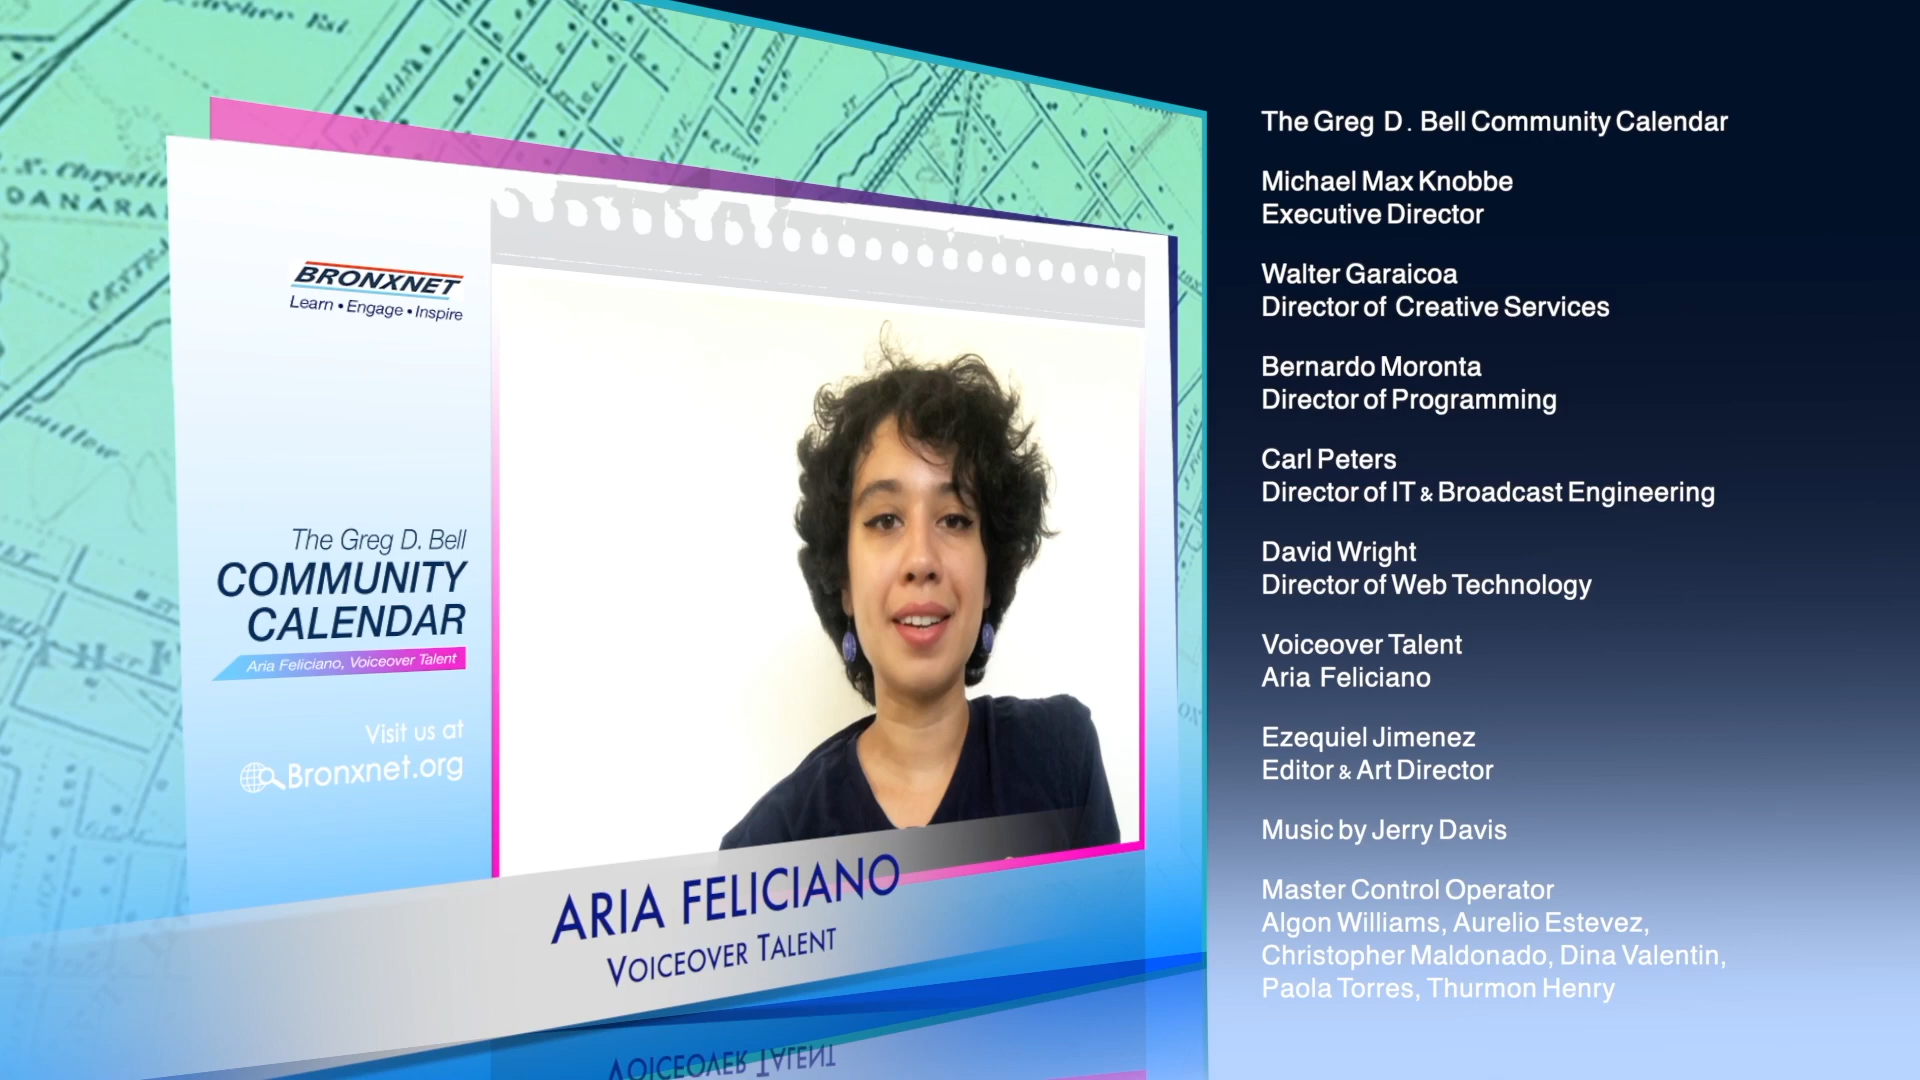 BRONXNET
Learn • Engage • Inspire
The Greg D. Bell
COMMUNITY
CALENDAR
Aria Feliciano, Voiceover Talent
Visit us at
Bronxnet.org
ARIA FELICIANO
VOICEOVER TALENT
The Greg D. Bell Community Calendar
Michael Max Knobbe
Executive Director
Walter Garaicoa
Director of Creative Services
Bernardo Moronta
Director of Programming
Carl Peters
Director of IT & Broadcast Engineering
David Wright
Director of Web Technology
Voiceover Talent
Aria Feliciano
Ezequiel Jimenez
Editor & Art Director
Music by Jerry Davis
Master Control Operator
Algon Williams, Aurelio Estevez,
Christopher Maldonado, Dina Valentin,
Paola Torres, Thurmon Henry